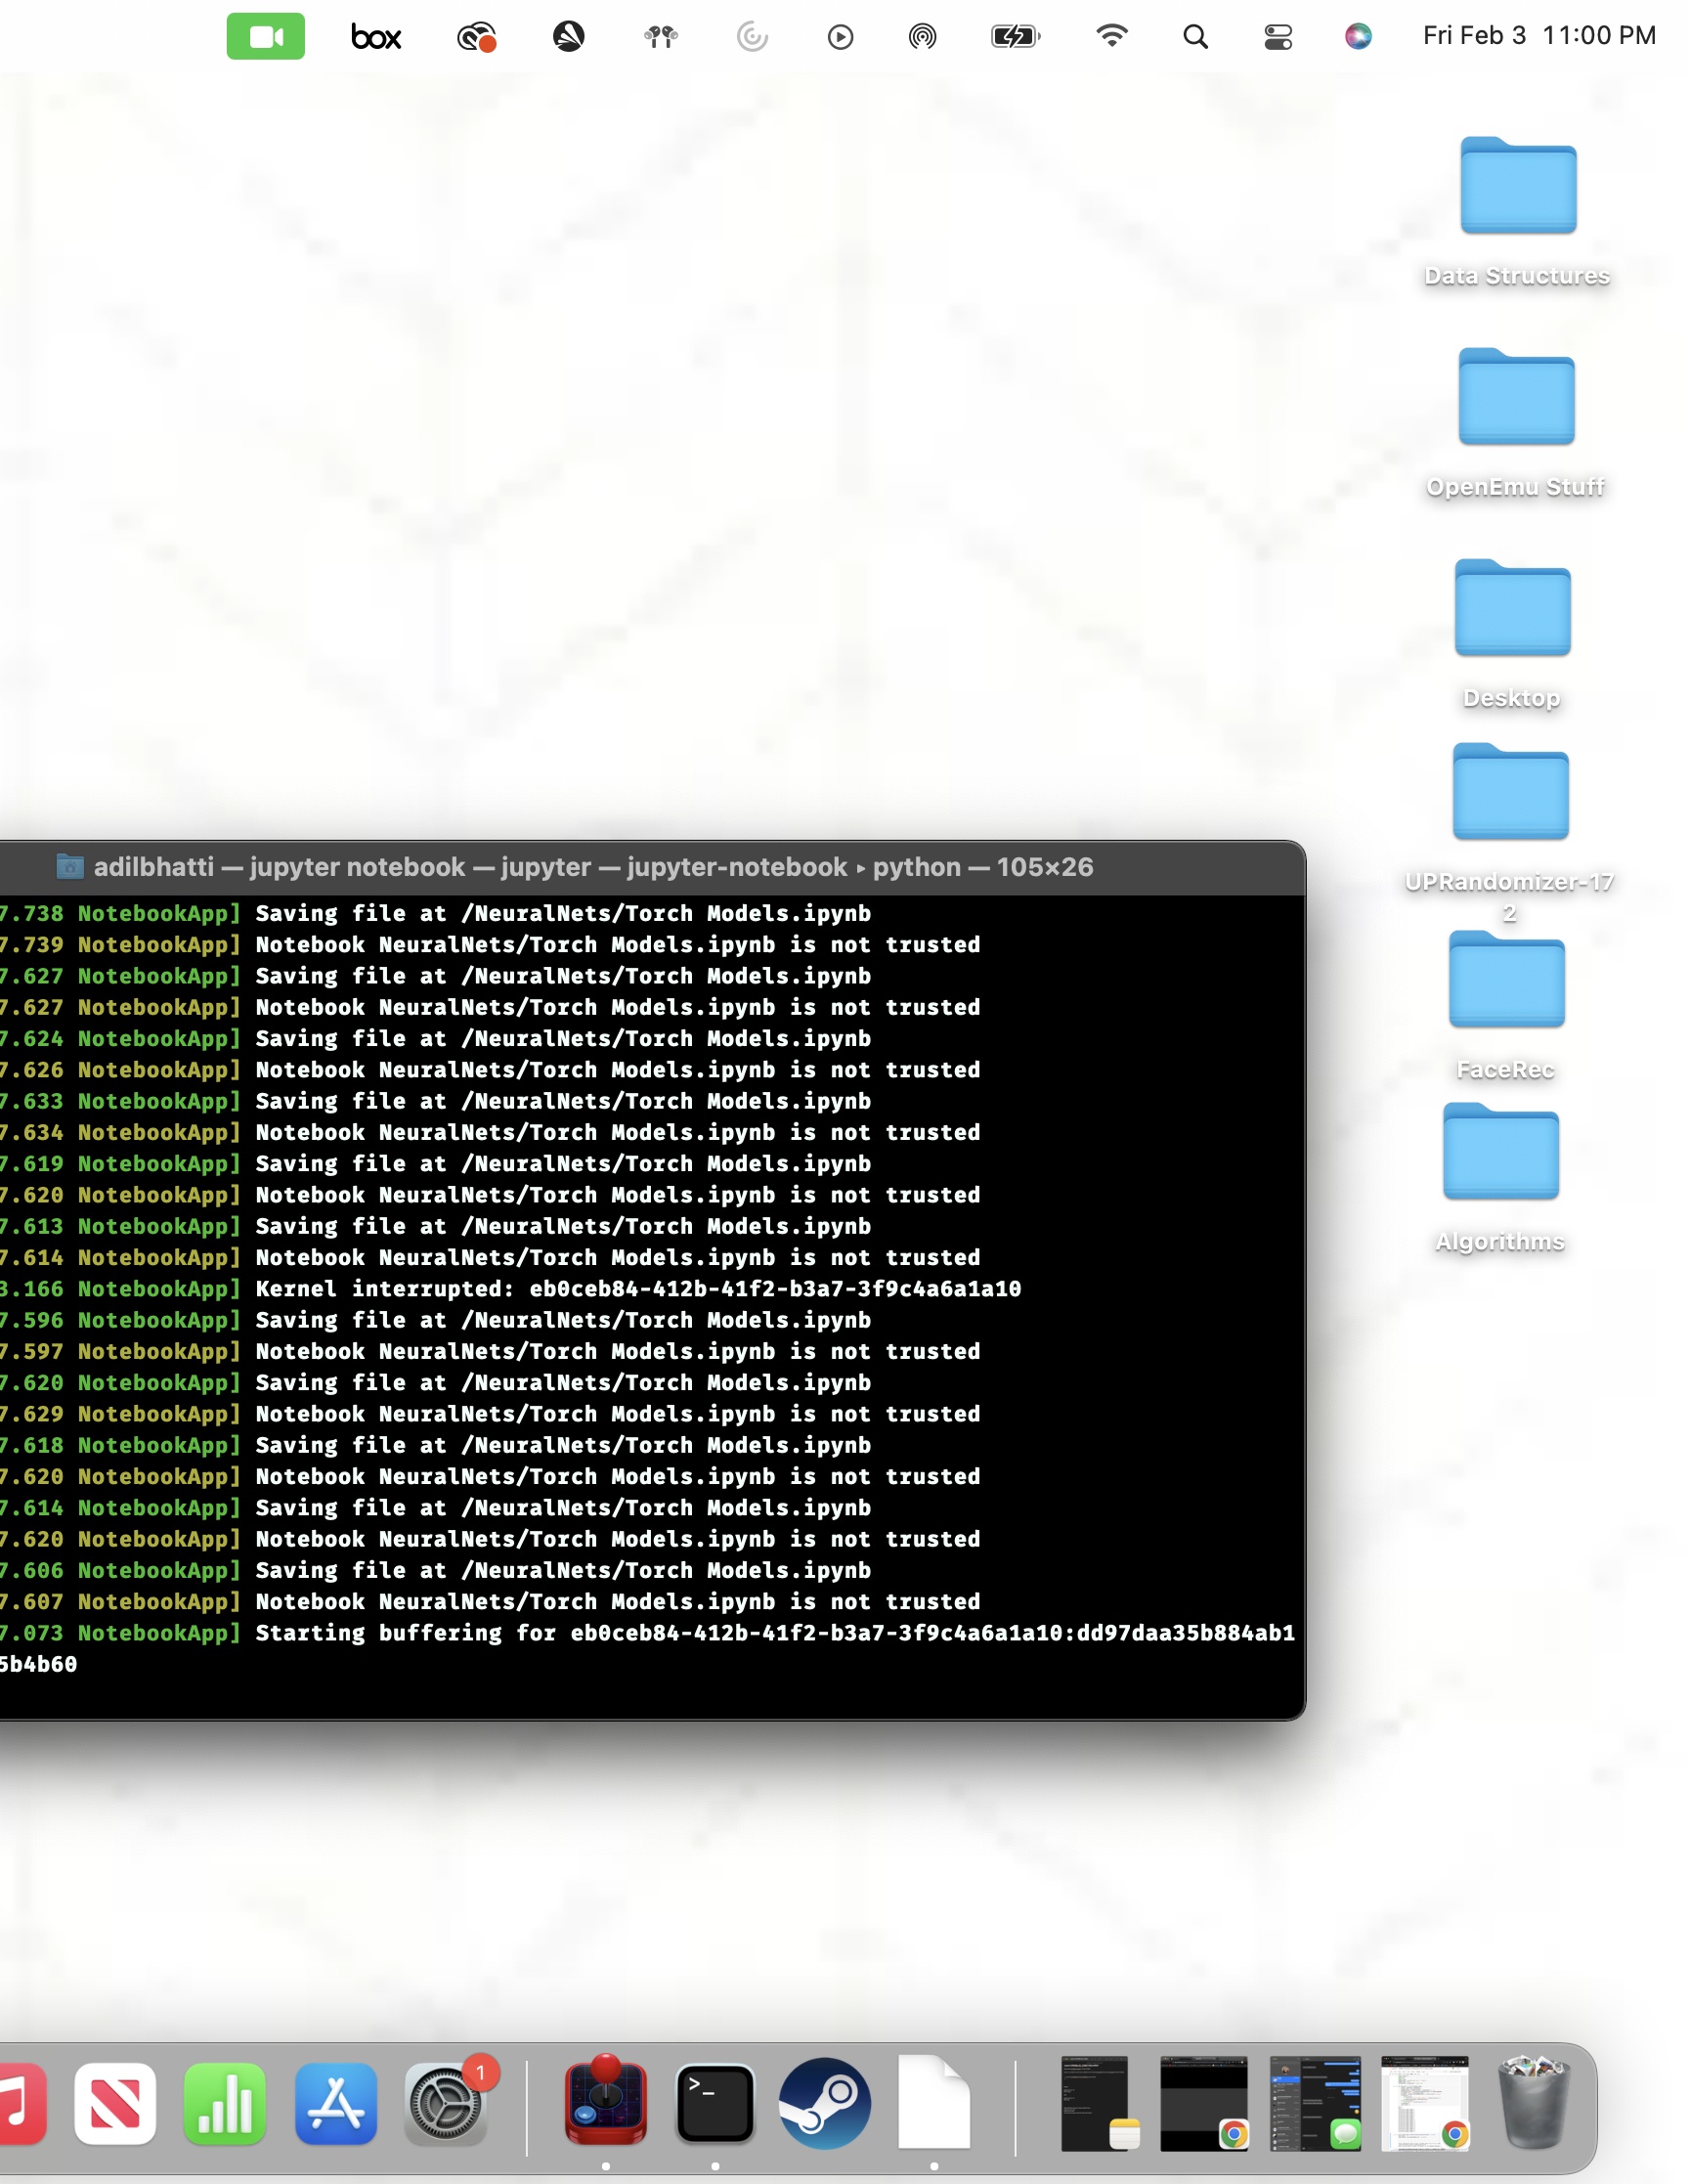 box
Fri Feb 3 11:00 PM
Data Structures
OpenEmu Stuff
Desktop
UPRandomizer-17
2
FaceRec
Algorithms
adilbhatti — jupyter notebook — jupyter — jupyter-notebook ▸ python — 105×26
7.738 NotebookApp] Saving file at /NeuralNets/Torch Models.ipynb
7.739 NotebookApp] Notebook NeuralNets/Torch Models.ipynb is not trusted
7.627 NotebookApp] Saving file at /NeuralNets/Torch Models.ipynb
7.627 NotebookApp] Notebook NeuralNets/Torch Models.ipynb is not trusted
7.624 NotebookApp] Saving file at /NeuralNets/Torch Models.ipynb
7.626 NotebookApp] Notebook NeuralNets/Torch Models.ipynb is not trusted
7.633 NotebookApp] Saving file at /NeuralNets/Torch Models.ipynb
7.634 NotebookApp] Notebook NeuralNets/Torch Models.ipynb is not trusted
7.619 NotebookApp] Saving file at /NeuralNets/Torch Models.ipynb
7.620 NotebookApp] Notebook NeuralNets/Torch Models.ipynb is not trusted
7.613 NotebookApp] Saving file at /NeuralNets/Torch Models.ipynb
7.614 NotebookApp] Notebook NeuralNets/Torch Models.ipynb is not trusted
3.166 NotebookApp] Kernel interrupted: eb0ceb84-412b-41f2-b3a7-3f9c4a6a1a10
7.596 NotebookApp] Saving file at /NeuralNets/Torch Models.ipynb
7.597 NotebookApp] Notebook NeuralNets/Torch Models.ipynb is not trusted
7.620 NotebookApp] Saving file at /NeuralNets/Torch Models.ipynb
7.629 NotebookApp] Notebook NeuralNets/Torch Models.ipynb is not trusted
7.618 NotebookApp] Saving file at /NeuralNets/Torch Models.ipynb
7.620 NotebookApp] Notebook NeuralNets/Torch Models.ipynb is not trusted
7.614 NotebookApp] Saving file at /NeuralNets/Torch Models.ipynb
7.620 NotebookApp] Notebook NeuralNets/Torch Models.ipynb is not trusted
7.606 NotebookApp] Saving file at /NeuralNets/Torch Models.ipynb
7.607 NotebookApp] Notebook NeuralNets/Torch Models.ipynb is not trusted
7.073 NotebookApp] Starting buffering for eb0ceb84-412b-41f2-b3a7-3f9c4a6a1a10:dd97daa35b884ab1
5b4b60
1
>_